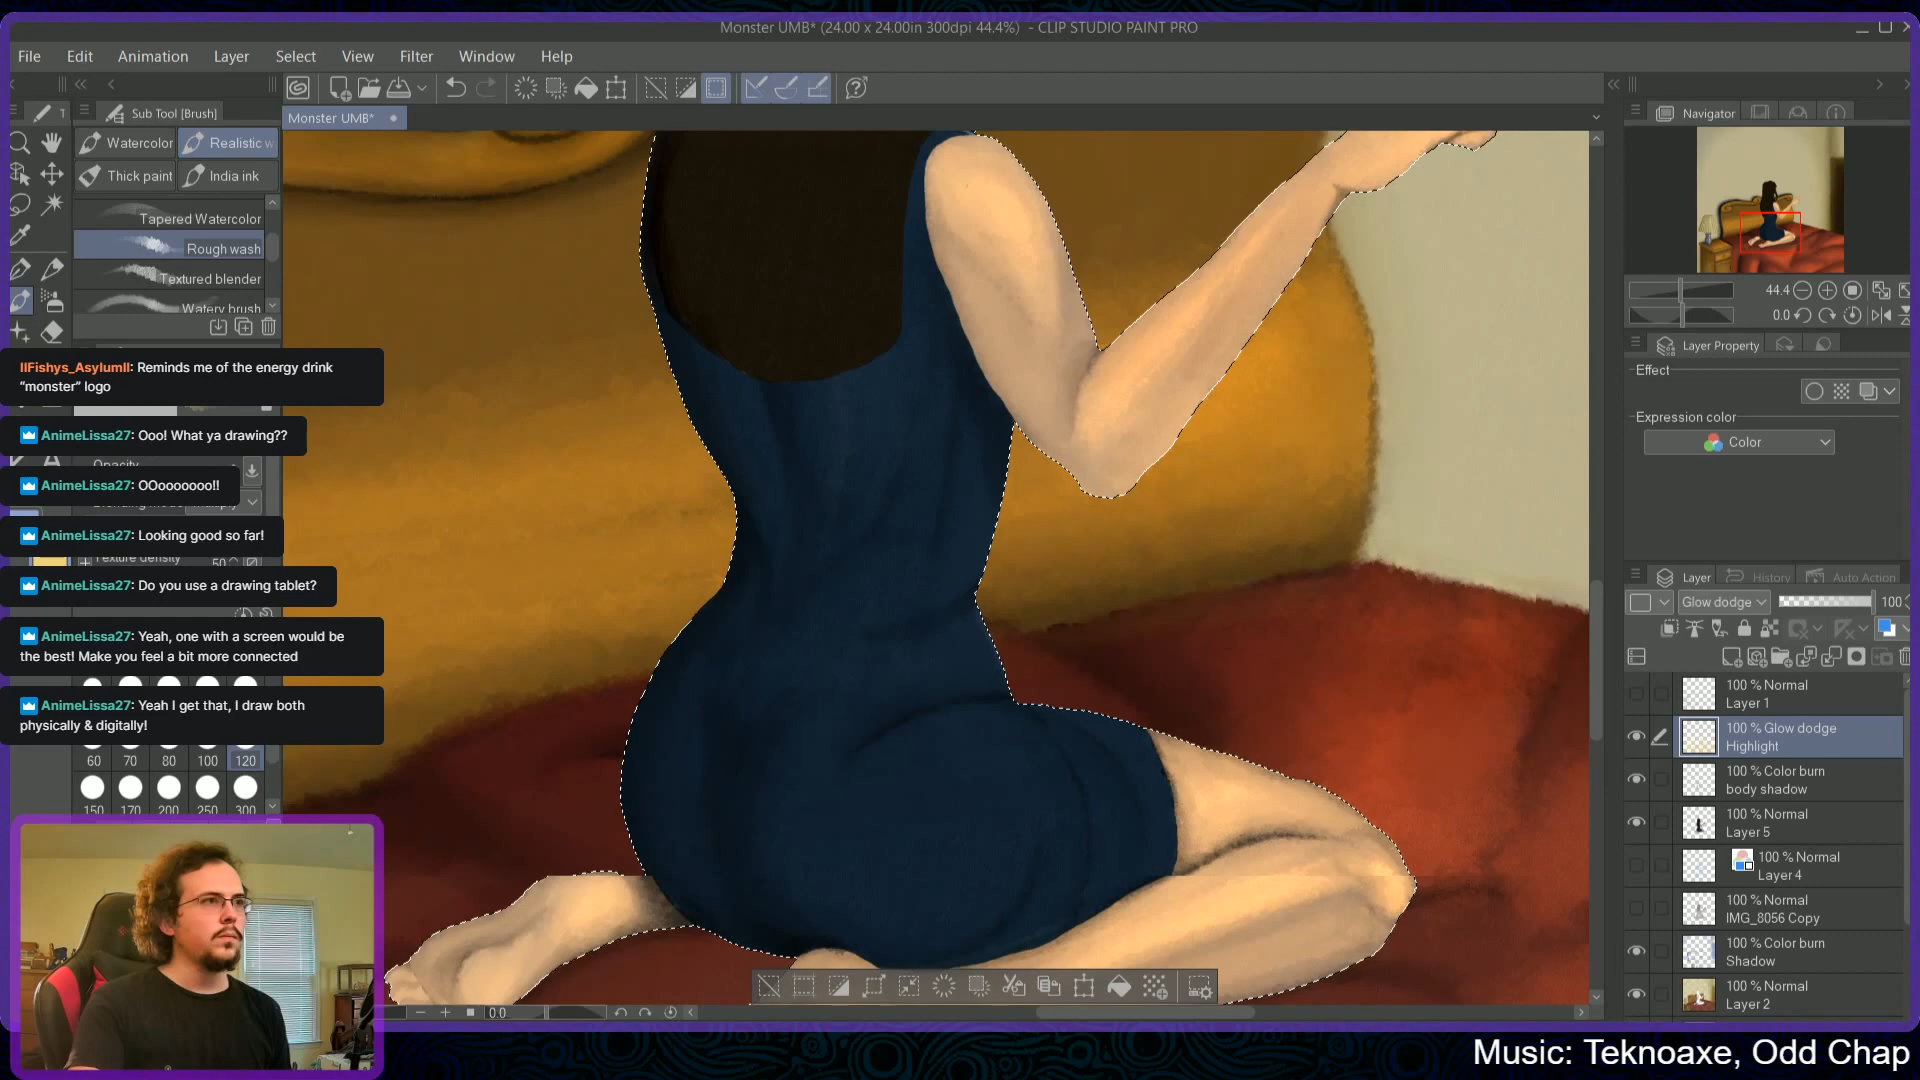 Monster UMB* (24.00 x 24.00in 300dpi 44.4%) - CLIP STUDIO PAINT PRO
File Edit Animation Layer Select View Filter Window Help
Sub Tool [Brush]
Monster UMB*
Navigator
Watercolor
Realistic w
Thick paint
India ink
Tapered Watercolor
Rough wash
Textured blender
Watery brush
44.4
0.0
Layer Property
Effect
Expression color
Color
IIFishys_AsylumII: Reminds me of the energy drink
“monster” logo
AnimeLissa27: Ooo! What ya drawing??
Opacity
AnimeLissa27: OOooooooo!!
AnimeLissa27: Looking good so far!
Texture density 50
AnimeLissa27: Do you use a drawing tablet?
AnimeLissa27: Yeah, one with a screen would be
the best! Make you feel a bit more connected
AnimeLissa27: Yeah I get that, I draw both
physically & digitally!
60 70 80 100 120
150 170 200 250 300
Layer History Auto Action
Glow dodge 100
100 % Normal
Layer 1
100 % Glow dodge
Highlight
100 % Color burn
body shadow
100 % Normal
Layer 5
100 % Normal
Layer 4
100 % Normal
IMG_8056 Copy
100 % Color burn
Shadow
100 % Normal
Layer 2
0.0
Music: Teknoaxe, Odd Chap